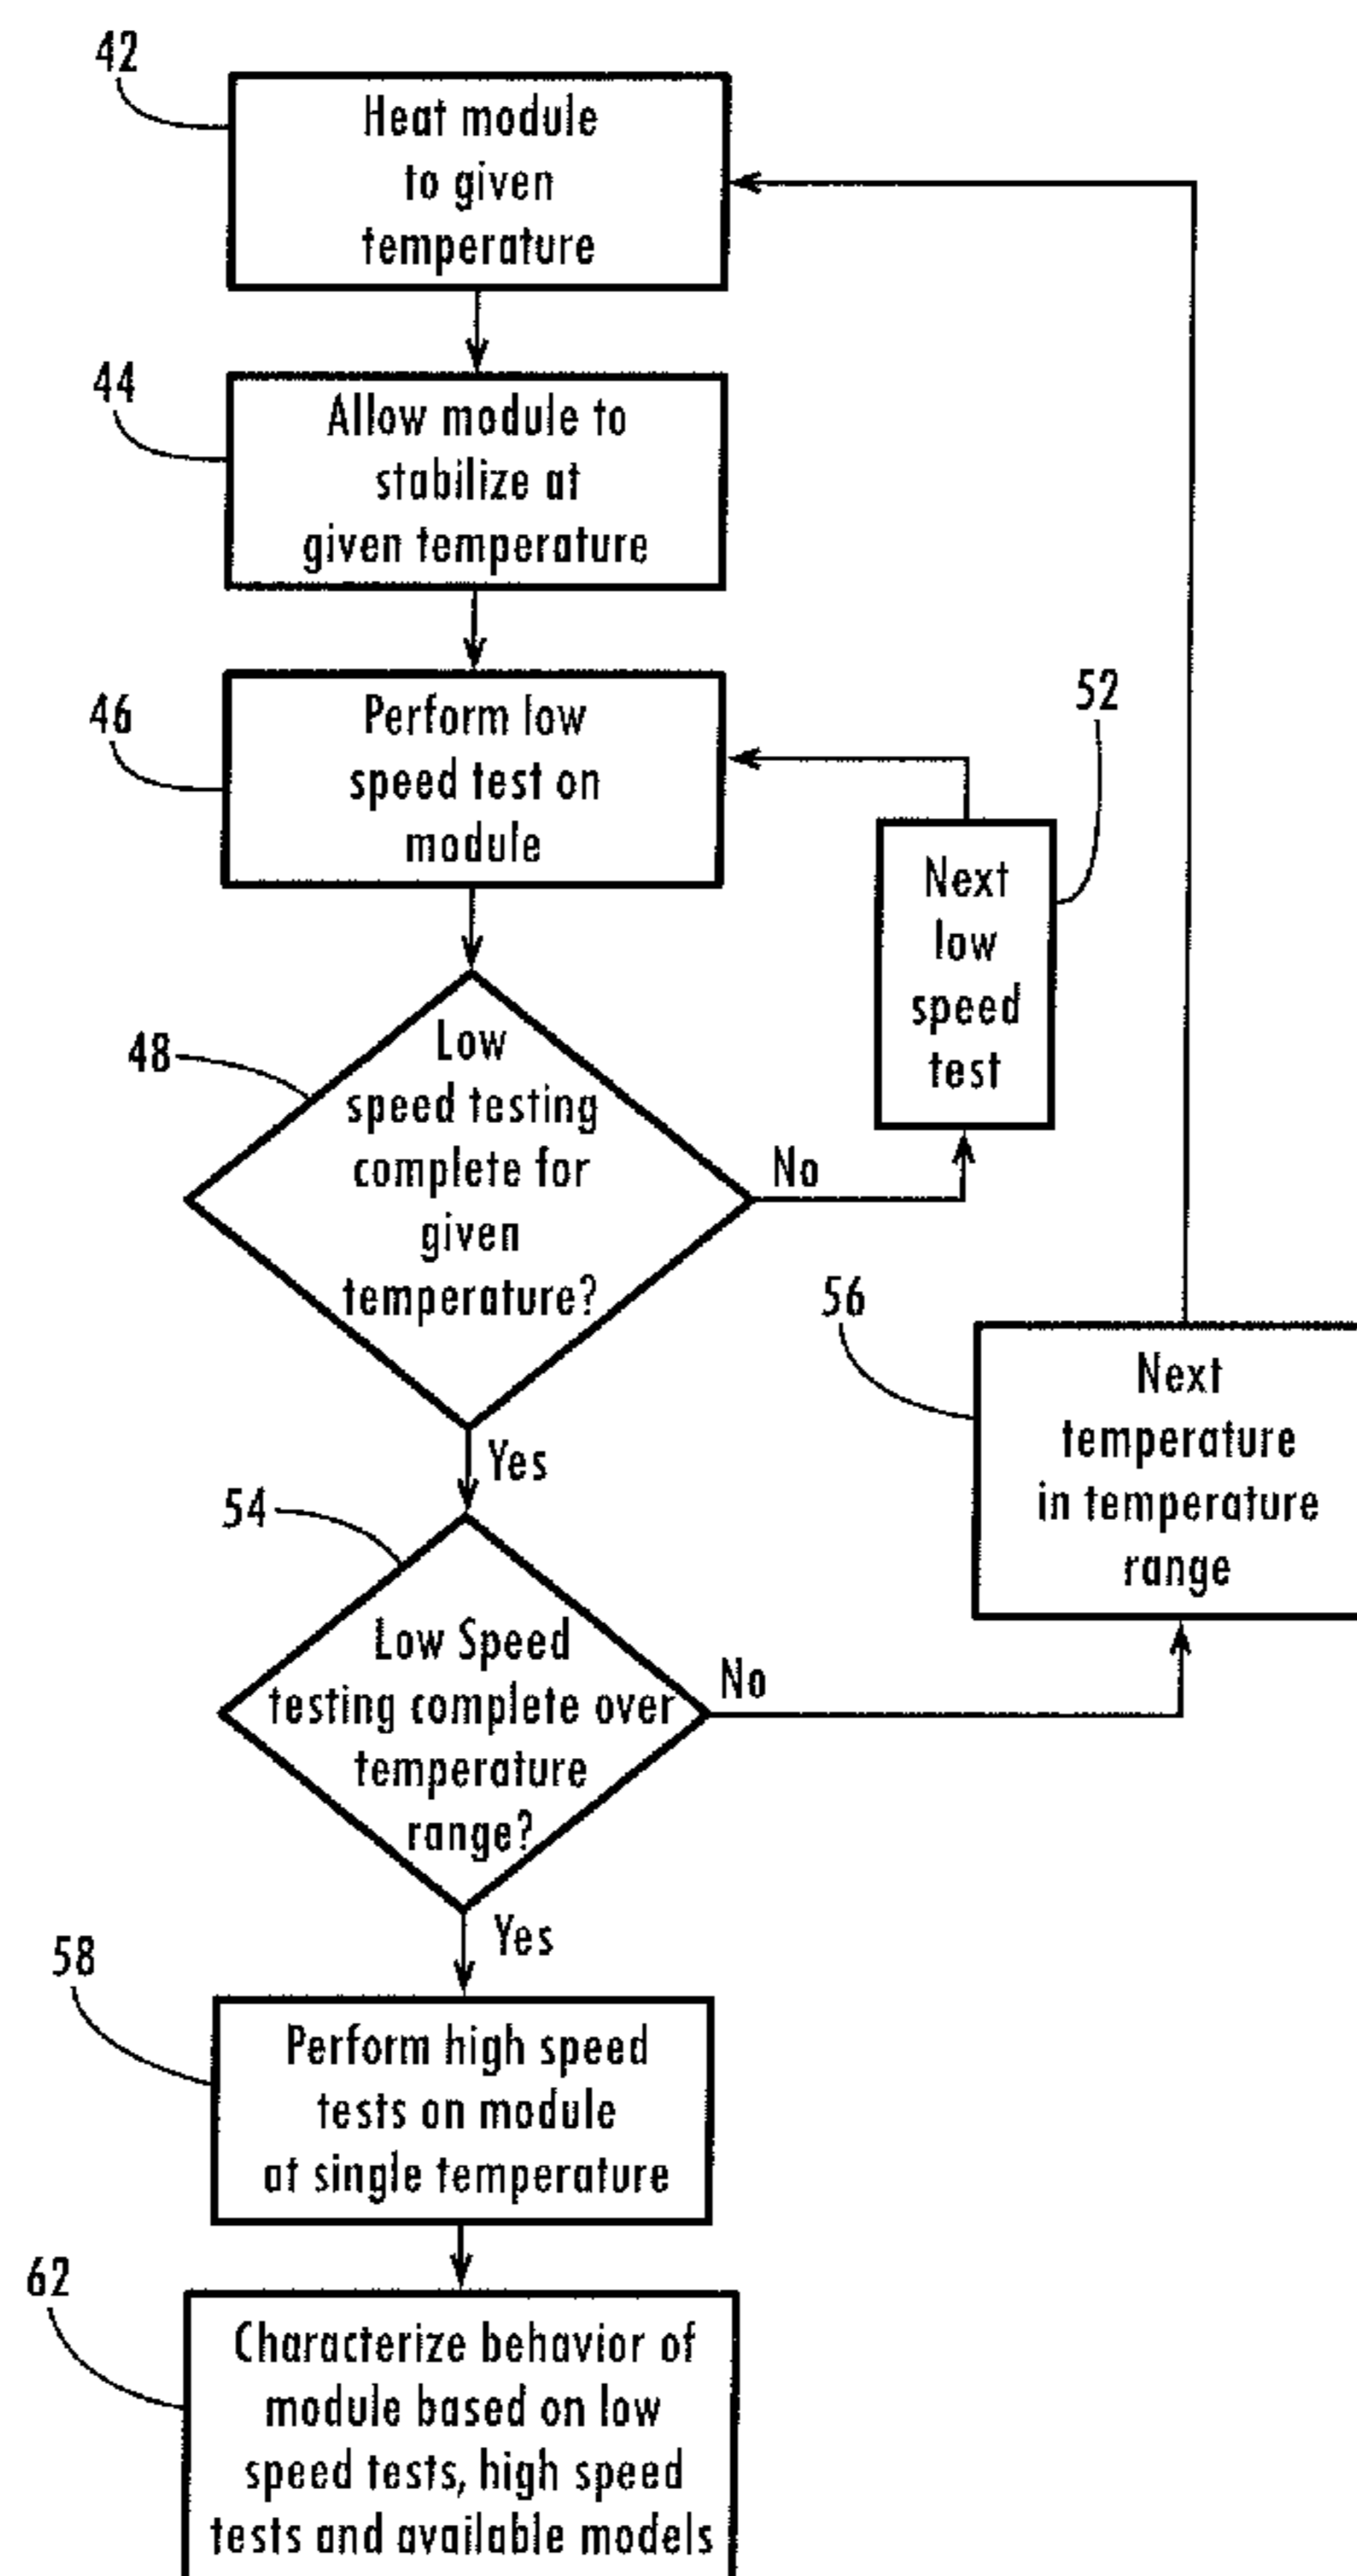 42
Heat module
to given
temperature
44
Allow module to
stabilize at
given temperature
46
Perform low
speed test on
module
52
Next
low
speed
test
48
Low
speed testing
complete for
given
temperature?
No
Yes
56
Next
temperature
in temperature
range
54
Low Speed
testing complete over
temperature
range?
No
Yes
58
Perform high speed
tests on module
at single temperature
62
Characterize behavior of
module based on low
speed tests, high speed
tests and available models